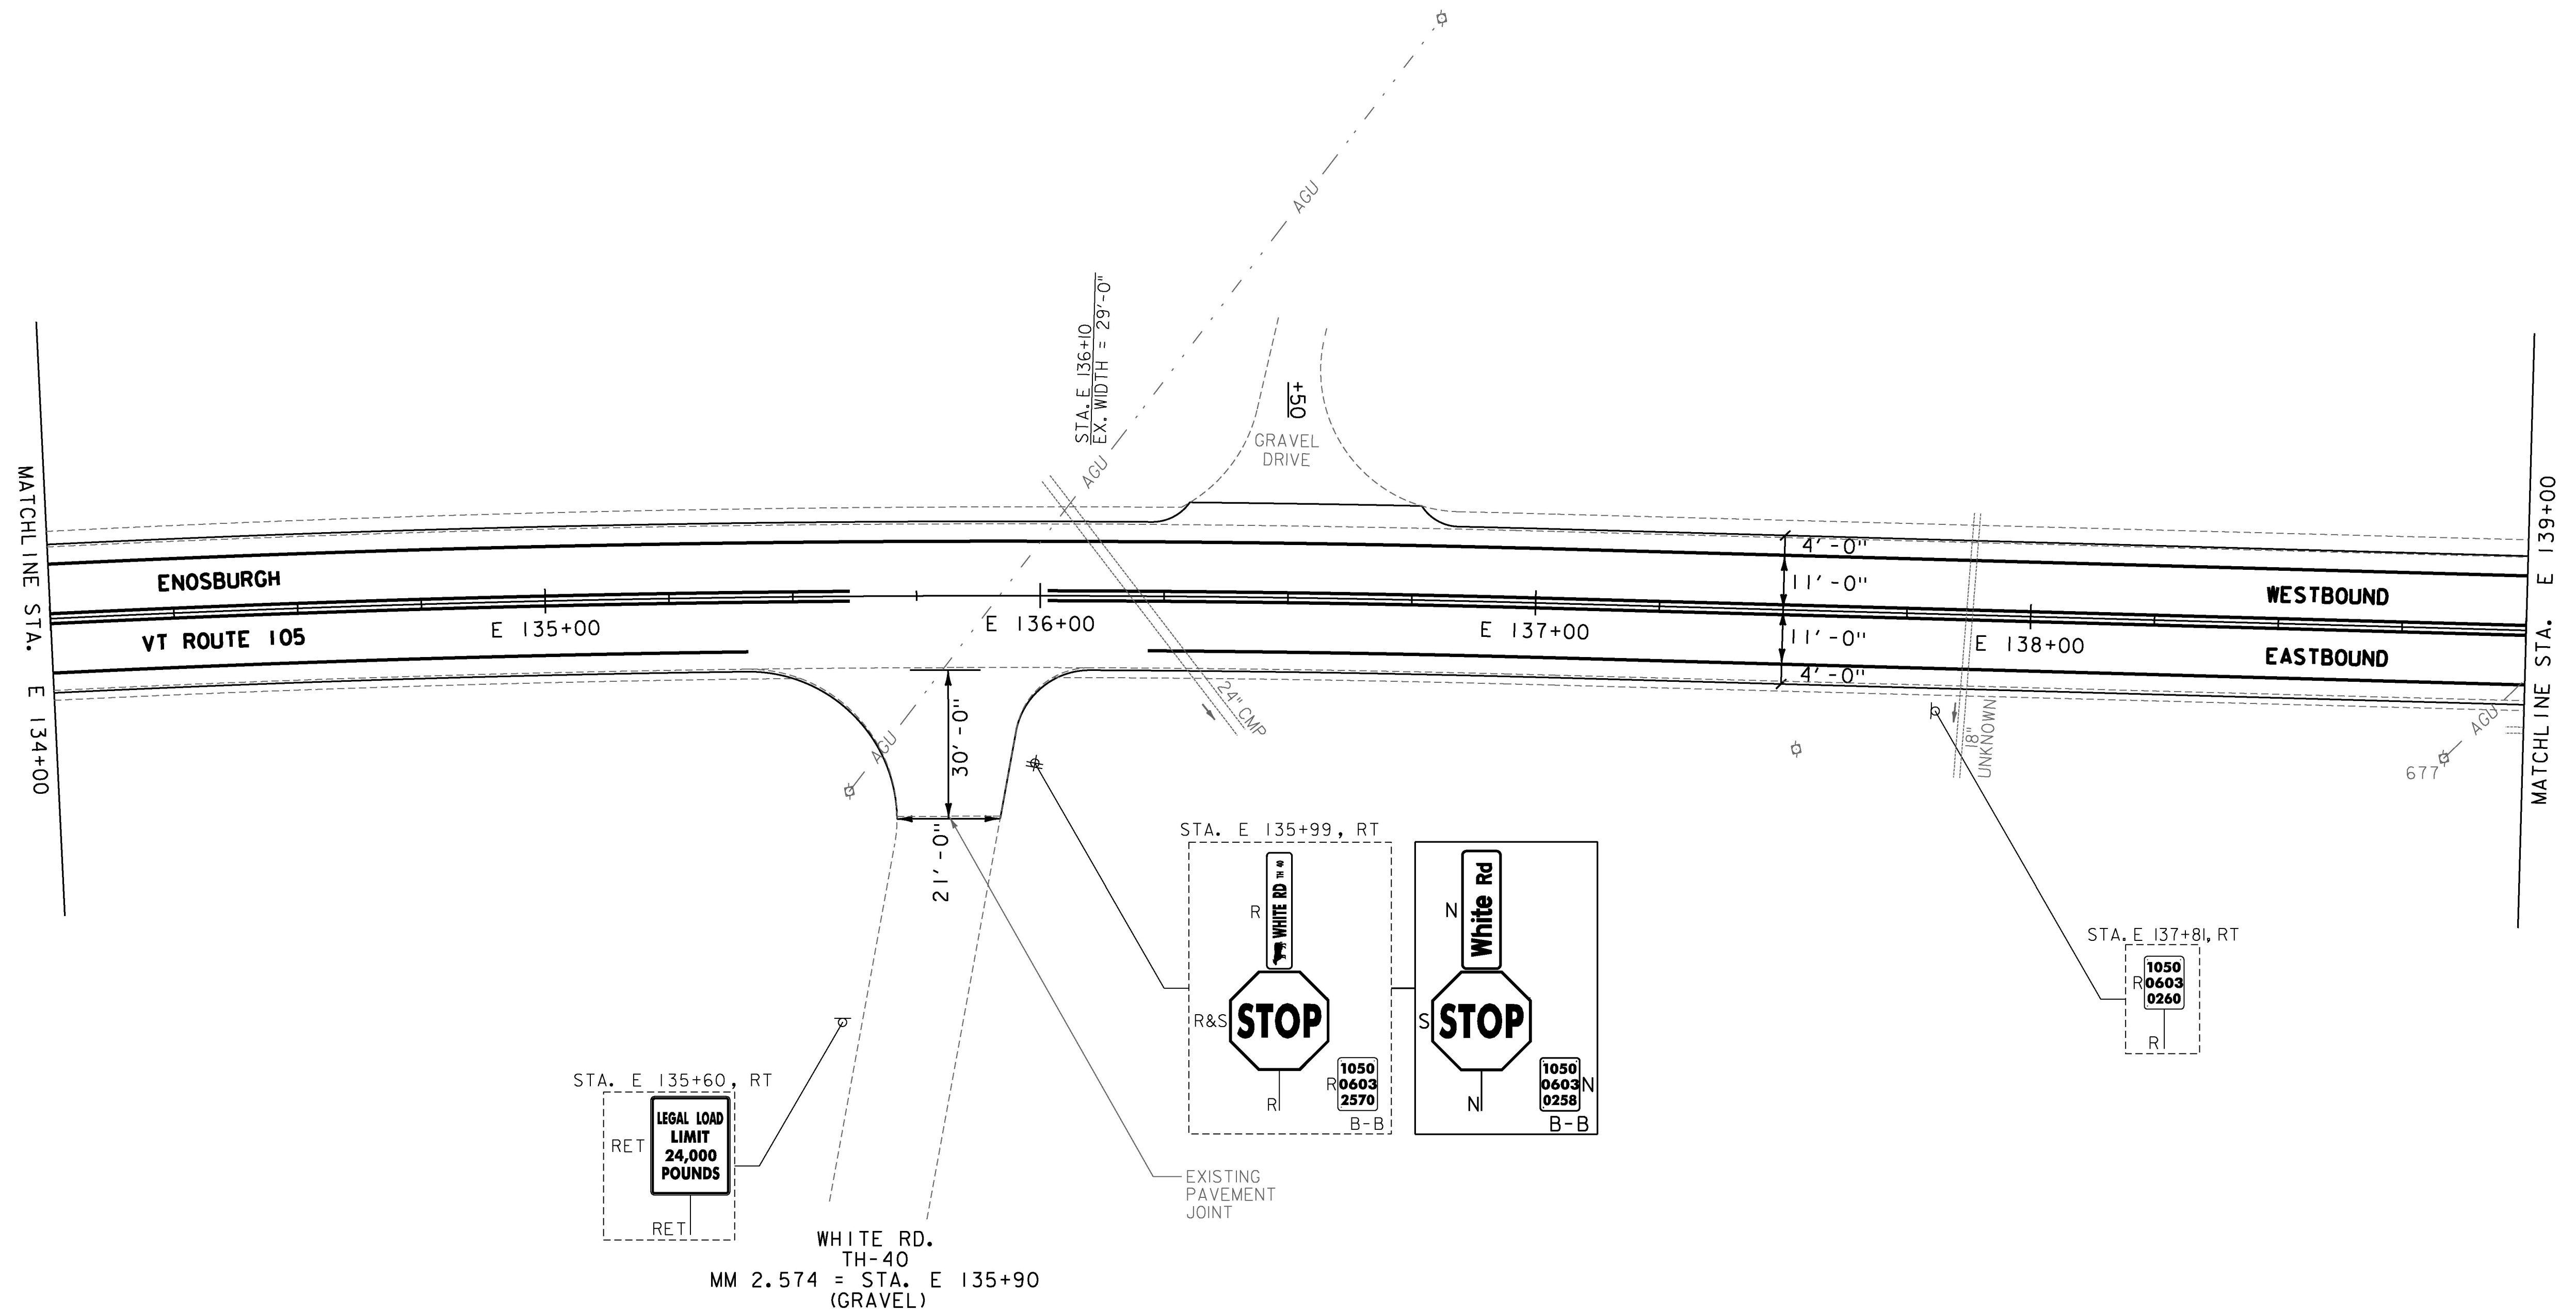 AGU
STA. E 136+10
EX. WIDTH = 29'-0"
+50
GRAVEL
DRIVE
AGU
MATCHLINE STA. E 134+00
MATCHLINE STA. E 139+00
ENOSBURGH
VT ROUTE 105
E 135+00
E 136+00
E 137+00
E 138+00
4'-0"
11'-0"
11'-0"
4'-0"
WESTBOUND
EASTBOUND
24" CMP
18"
UNKNOWN
AGU
677
AGU
30'-0"
21'-0"
STA. E 135+99, RT
R
WHITE RD TH 40
R&S
STOP
R
R
1050
0603
2570
B-B
N
White Rd
S
STOP
N
1050
0603
0258
N
B-B
STA. E 137+81, RT
R
1050
0603
0260
R
STA. E 135+60, RT
RET
LEGAL LOAD
LIMIT
24,000
POUNDS
RET
EXISTING
PAVEMENT
JOINT
WHITE RD.
TH-40
MM 2.574 = STA. E 135+90
(GRAVEL)